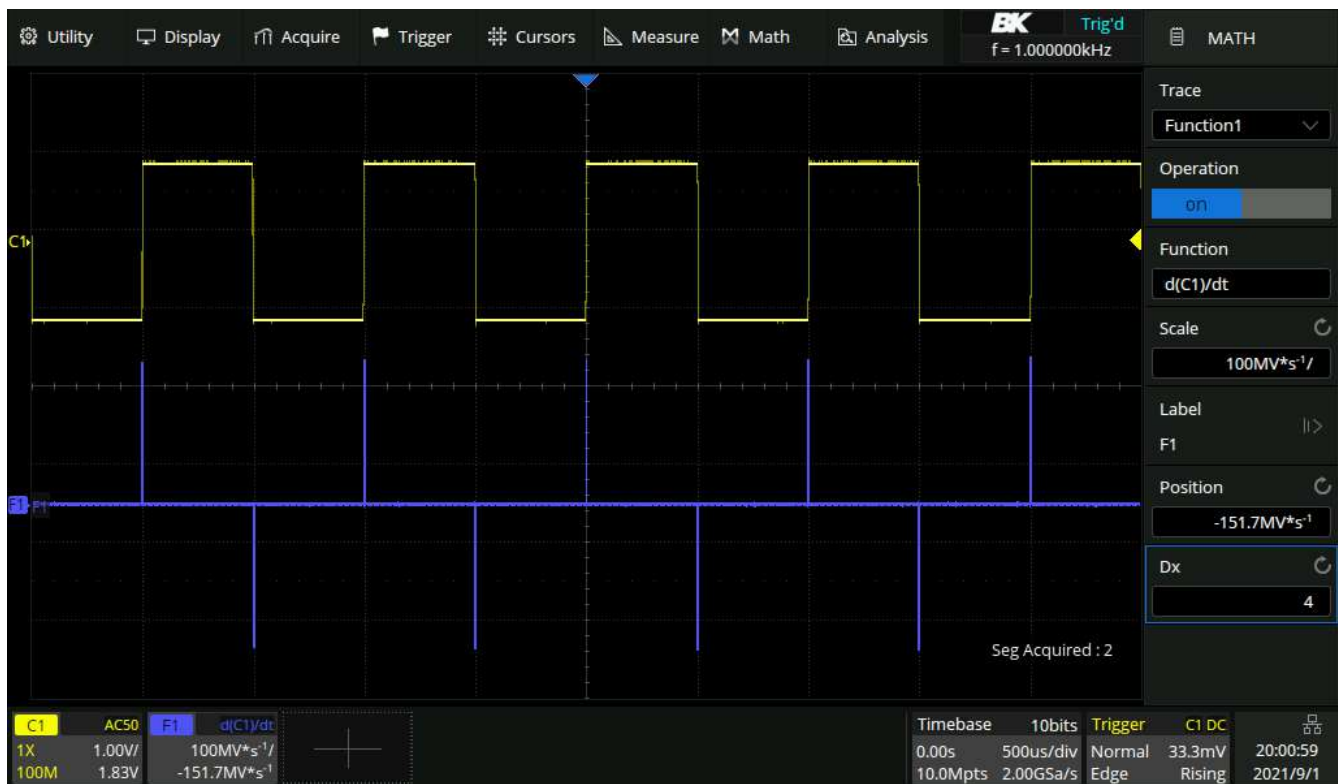 Utility Display Acquire Trigger Cursors Measure Math Analysis
BK Trig'd
f = 1.000000kHz
MATH
Trace
Function1
Operation
on
Function
d(C1)/dt
Scale
100MV*s⁻¹/
Label
F1
Position
-151.7MV*s⁻¹
Dx
4
C1
F1 F1
Seg Acquired : 2
C1 AC50
1X 1.00V/
100M 1.83V
F1 d(C1)/dt
100MV*s⁻¹/
-151.7MV*s⁻¹
Timebase 10bits
0.00s 500us/div
10.0Mpts 2.00GSa/s
Trigger C1 DC
Normal 33.3mV
Edge Rising
20:00:59
2021/9/1